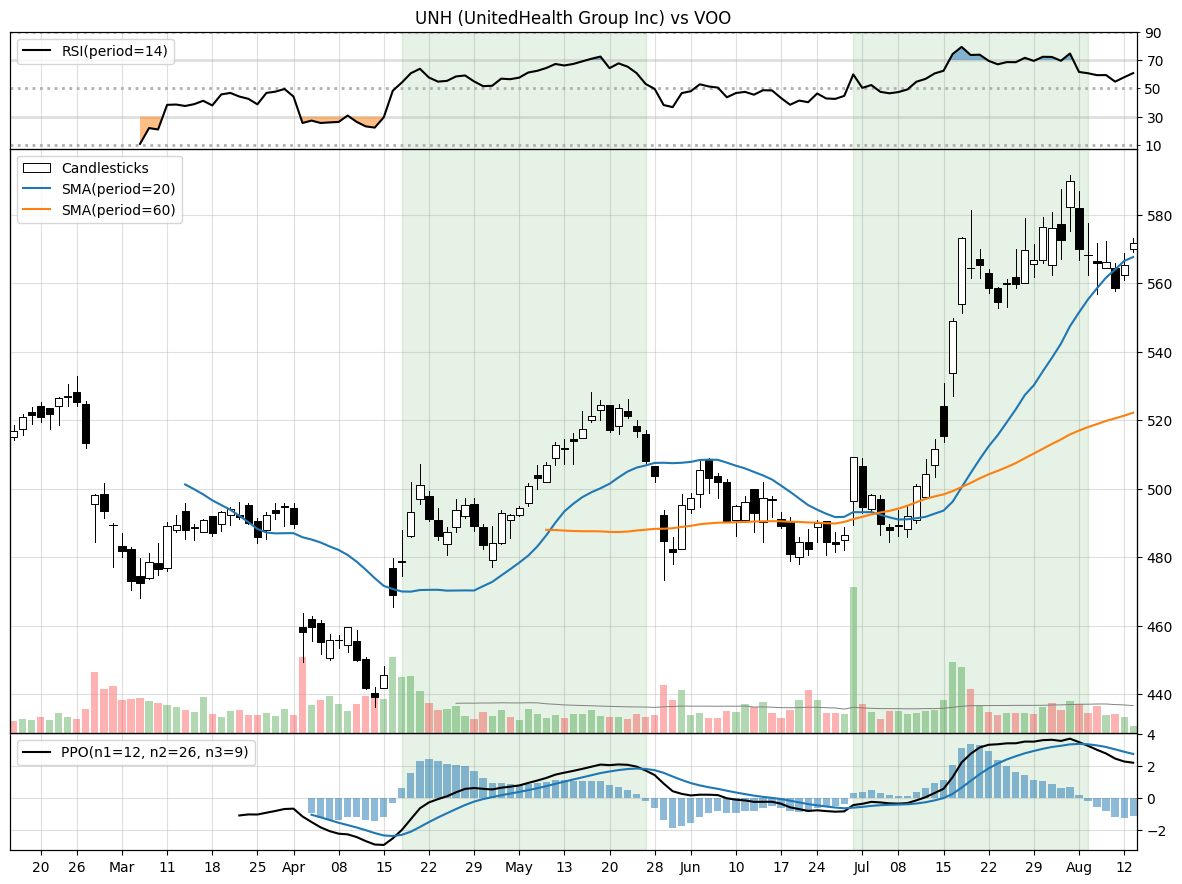 UNH (UnitedHealth Group Inc) vs VOO
RSI(period=14)
90
70
50
30
10
Candlesticks
SMA(period=20)
SMA(period=60)
580
560
540
520
500
480
460
440
PPO(n1=12, n2=26, n3=9)
4
2
0
−2
20 26 Mar 11 18 25 Apr 08 15 22 29 May 13 20 28 Jun 10 17 24 Jul 08 15 22 29 Aug 12